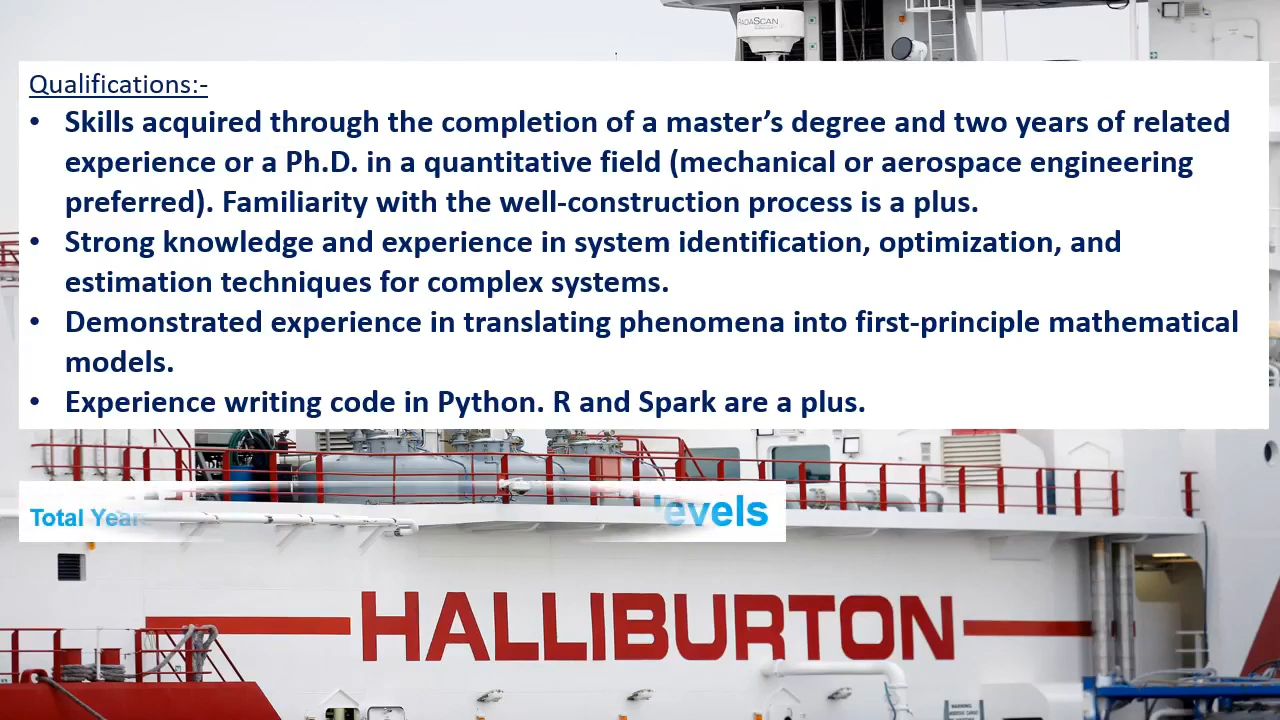 RADASCAN
Qualifications:-
• Skills acquired through the completion of a master’s degree and two years of related
experience or a Ph.D. in a quantitative field (mechanical or aerospace engineering
preferred). Familiarity with the well-construction process is a plus.
• Strong knowledge and experience in system identification, optimization, and
estimation techniques for complex systems.
• Demonstrated experience in translating phenomena into first-principle mathematical
models.
• Experience writing code in Python. R and Spark are a plus.
Total levels
HALLIBURTON
WARNING